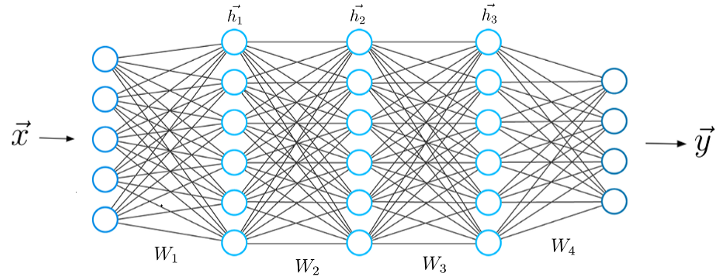 h⃗₁ h⃗₂ h⃗₃
x⃗ → → y⃗
W₁ W₂ W₃ W₄